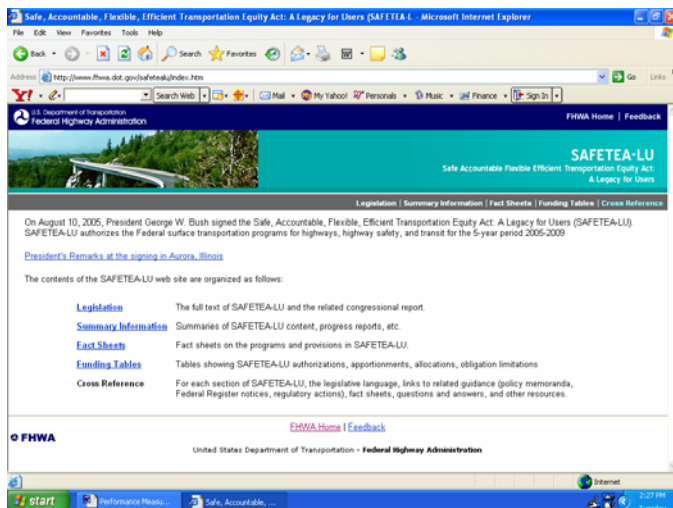 Safe, Accountable, Flexible, Efficient Transportation Equity Act: A Legacy for Users (SAFETEA-L - Microsoft Internet Explorer
File Edit View Favorites Tools Help
Back Search Favorites
Address http://www.fhwa.dot.gov/safetealu/index.htm Go Links
Y! Search Web Mail My Yahoo! Personals Music Finance Sign In
U.S. Department of Transportation
Federal Highway Administration
FHWA Home | Feedback
SAFETEA-LU
Safe Accountable Flexible Efficient Transportation Equity Act:
A Legacy for Users
Legislation | Summary Information | Fact Sheets | Funding Tables | Cross Reference
On August 10, 2005, President George W. Bush signed the Safe, Accountable, Flexible, Efficient Transportation Equity Act: A Legacy for Users (SAFETEA-LU).
SAFETEA-LU authorizes the Federal surface transportation programs for highways, highway safety, and transit for the 5-year period 2005-2009
President's Remarks at the signing in Aurora, Illinois
The contents of the SAFETEA-LU web site are organized as follows:
Legislation The full text of SAFETEA-LU and the related congressional report.
Summary Information Summaries of SAFETEA-LU content, progress reports, etc.
Fact Sheets Fact sheets on the programs and provisions in SAFETEA-LU.
Funding Tables Tables showing SAFETEA-LU authorizations, apportionments, allocations, obligation limitations
Cross Reference For each section of SAFETEA-LU, the legislative language, links to related guidance (policy memoranda,
Federal Register notices, regulatory actions), fact sheets, questions and answers, and other resources.
FHWA Home | Feedback
FHWA
United States Department of Transportation - Federal Highway Administration
Internet
start Performance Measu... Safe, Accountable, ... 2:27 PM